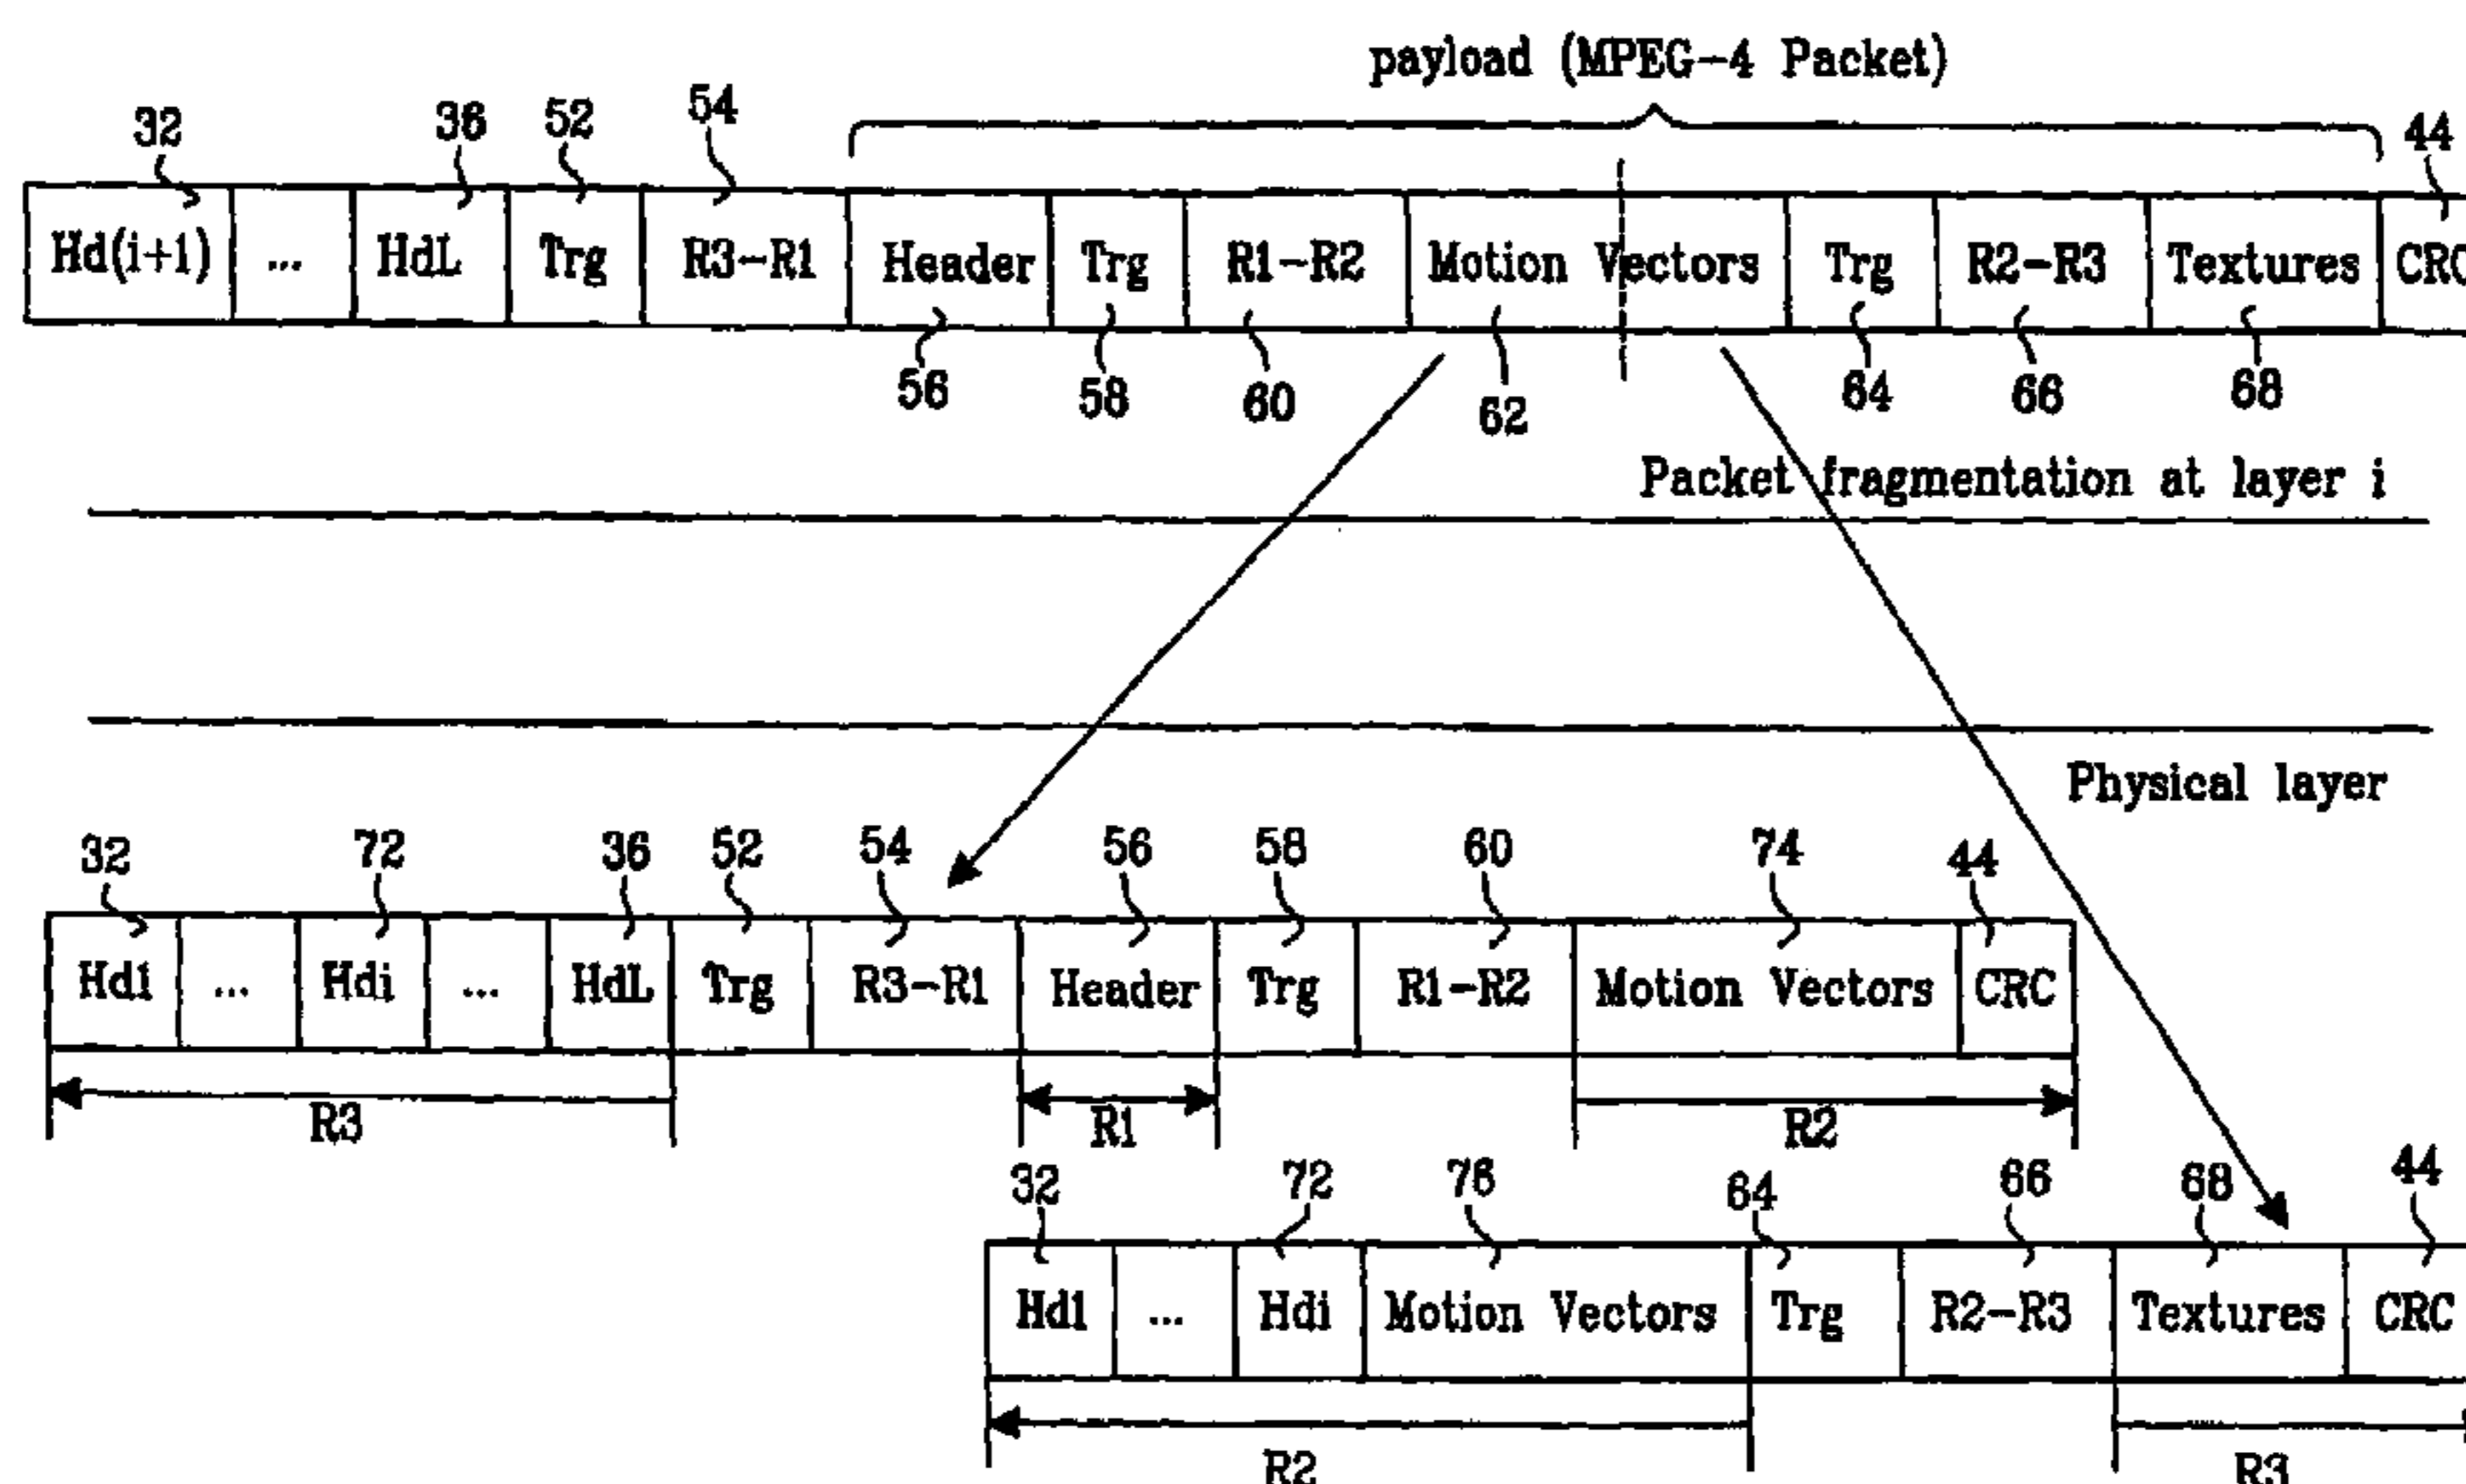 payload (MPEG-4 Packet)
32 36 52 54 44
Hd(i+1) ... HdL Trg R3-R1 Header Trg R1-R2 Motion Vectors Trg R2-R3 Textures CRC
56 58 60 62 64 66 68
Packet fragmentation at layer i
Physical layer
32 72 36 52 54 56 58 60 74 44
Hd1 ... Hdi ... HdL Trg R3-R1 Header Trg R1-R2 Motion Vectors CRC
R3 R1 R2
32 72 76 64 66 68 44
Hd1 ... Hdi Motion Vectors Trg R2-R3 Textures CRC
R2 R3